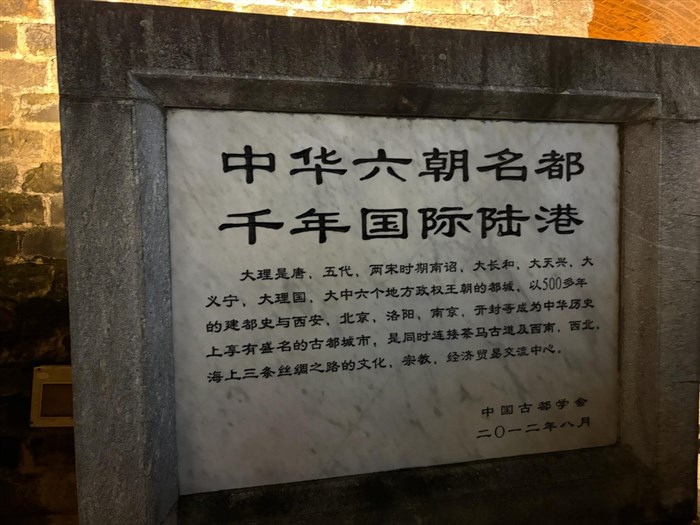 中华六朝名都
千年国际陆港
大理是唐、五代、两宋时期南诏、大长和、大天兴、大
义宁、大理国、大中六个地方政权王朝的都城，以500多年
的建都史与西安、北京、洛阳、南京、开封等成为中华历史
上享有盛名的古都城市，是同时连接茶马古道及西南、西北、
海上三条丝绸之路的文化、宗教、经济贸易交流中心。
中国古都学会
二〇一二年八月